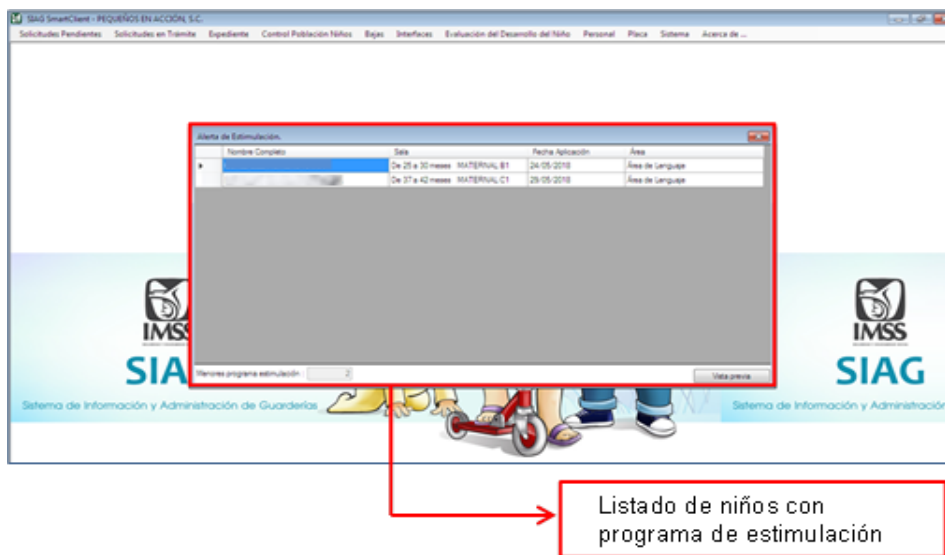 SIAG SmartClient - PEQUEÑOS EN ACCIÓN, S.C.
Solicitudes Pendientes Solicitudes en Trámite Expediente Control Población Niños Bajas Interfaces Evaluación del Desarrollo del Niño Personal Placa Sistema Acerca de ...
Alerta de Estimulación.
Nombre Completo Sala Fecha Aplicación Área
De 25 a 30 meses MATERNAL B1 24/05/2018 Área de Lenguaje
De 37 a 42 meses MATERNAL C1 29/05/2018 Área de Lenguaje
IMSS
IMSS
SIA
SIAG
Menores programa estimulación : 2
Vista previa
Sistema de Información y Administración de Guarderías
Sistema de Información y Administración
Listado de niños con
programa de estimulación